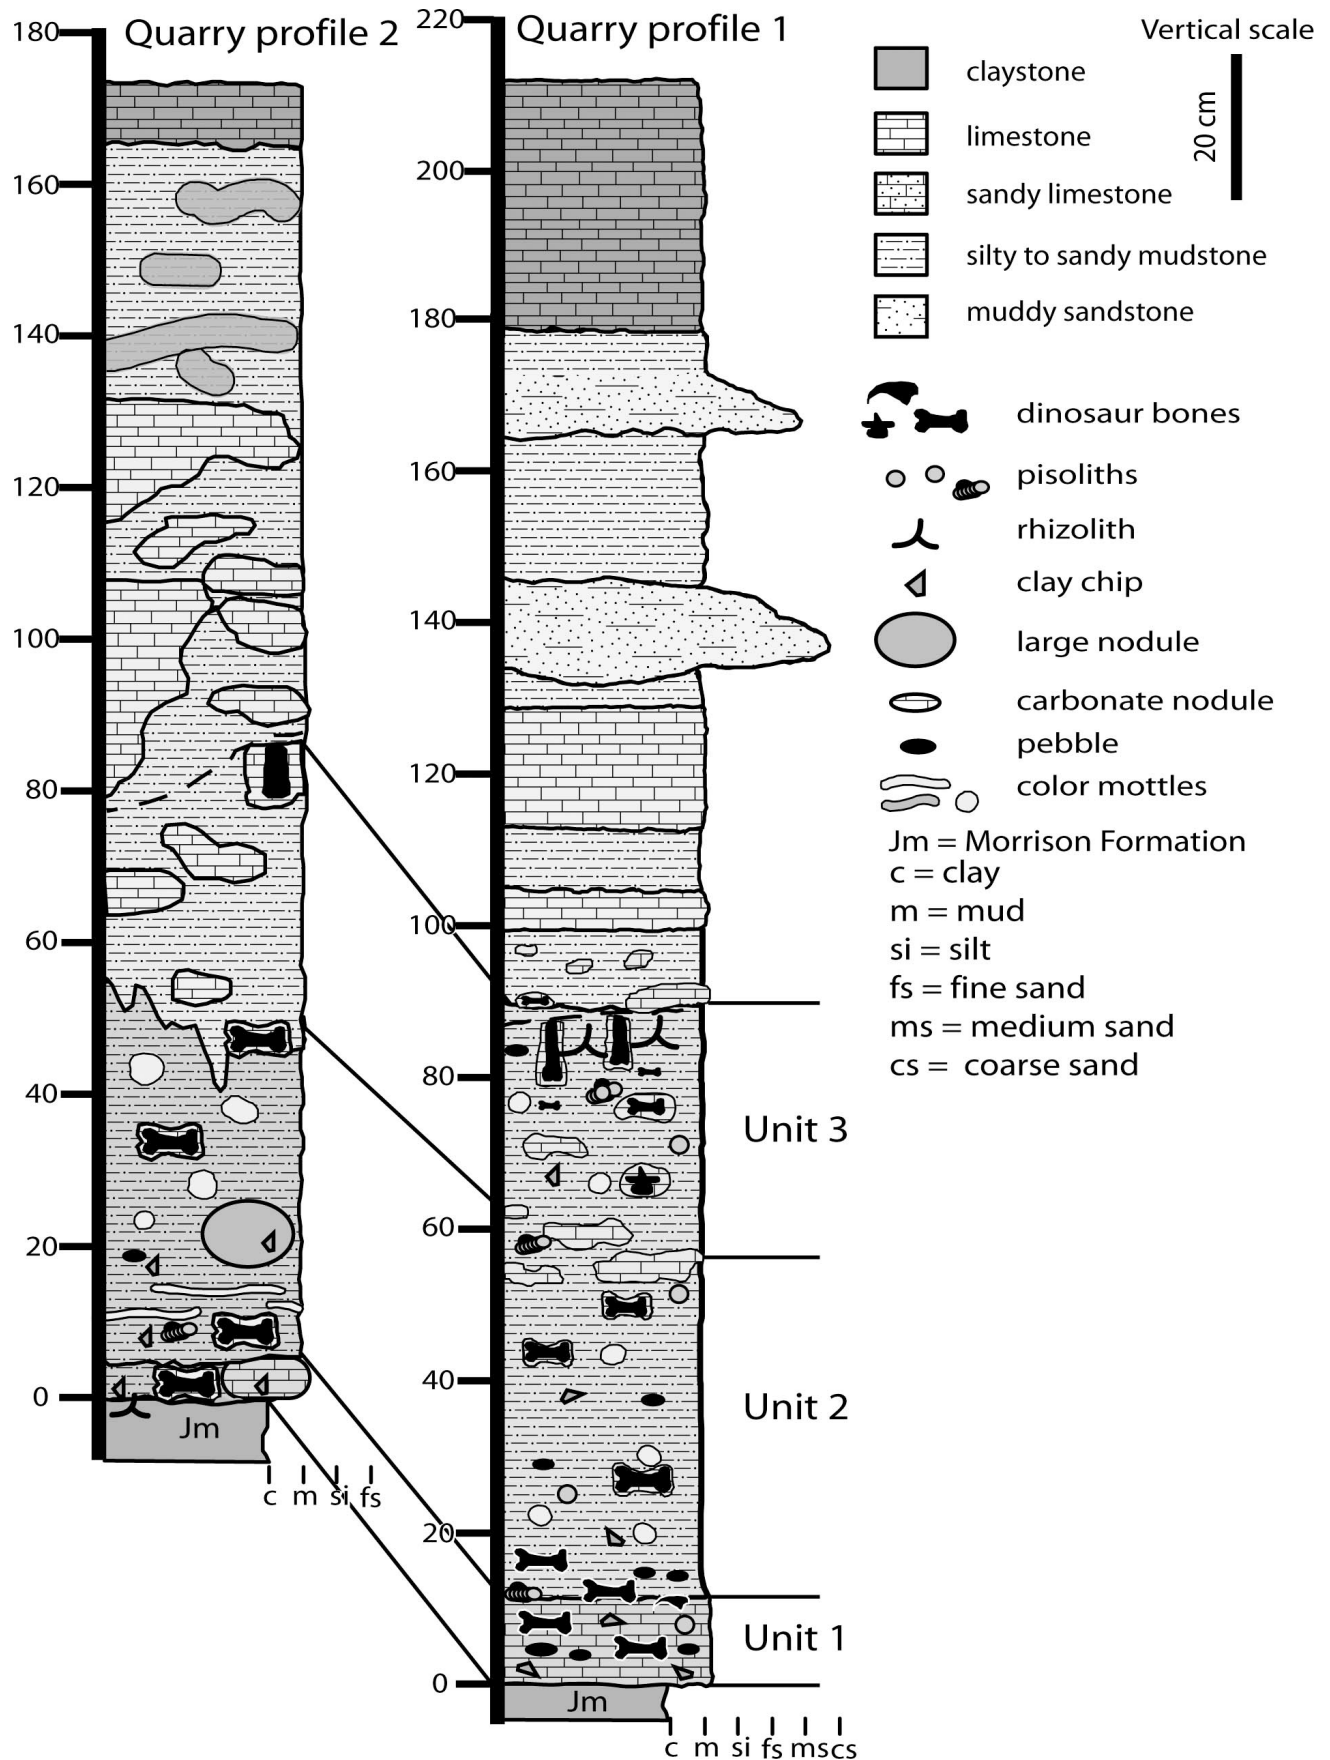 Quarry profile 2
180
160
140
120
100
80
60
40
20
0
Jm
c m si fs
Quarry profile 1
220
200
180
160
140
120
100
80
60
40
20
0
Unit 3
Unit 2
Unit 1
Jm
c m si fs ms cs
Vertical scale
20 cm
claystone
limestone
sandy limestone
silty to sandy mudstone
muddy sandstone
dinosaur bones
pisoliths
rhizolith
clay chip
large nodule
carbonate nodule
pebble
color mottles
Jm = Morrison Formation
c = clay
m = mud
si = silt
fs = fine sand
ms = medium sand
cs = coarse sand